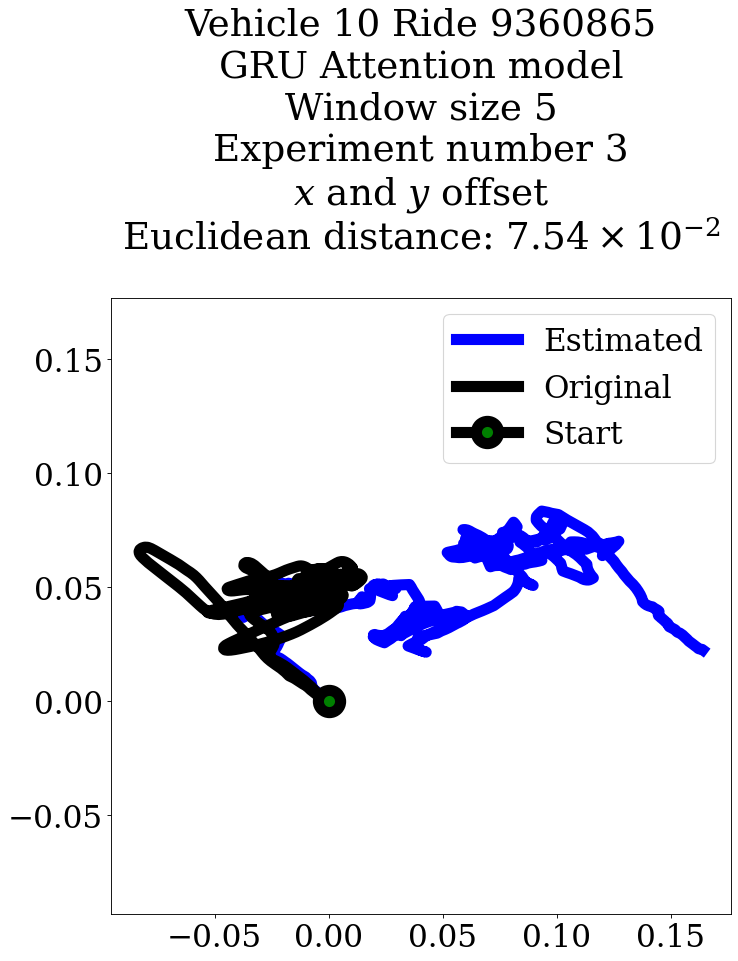 Vehicle 10 Ride 9360865
GRU Attention model
Window size 5
Experiment number 3
x and y offset
Euclidean distance: 7.54 × 10⁻²
Estimated
Original
Start
0.15
0.10
0.05
0.00
−0.05
−0.05 0.00 0.05 0.10 0.15